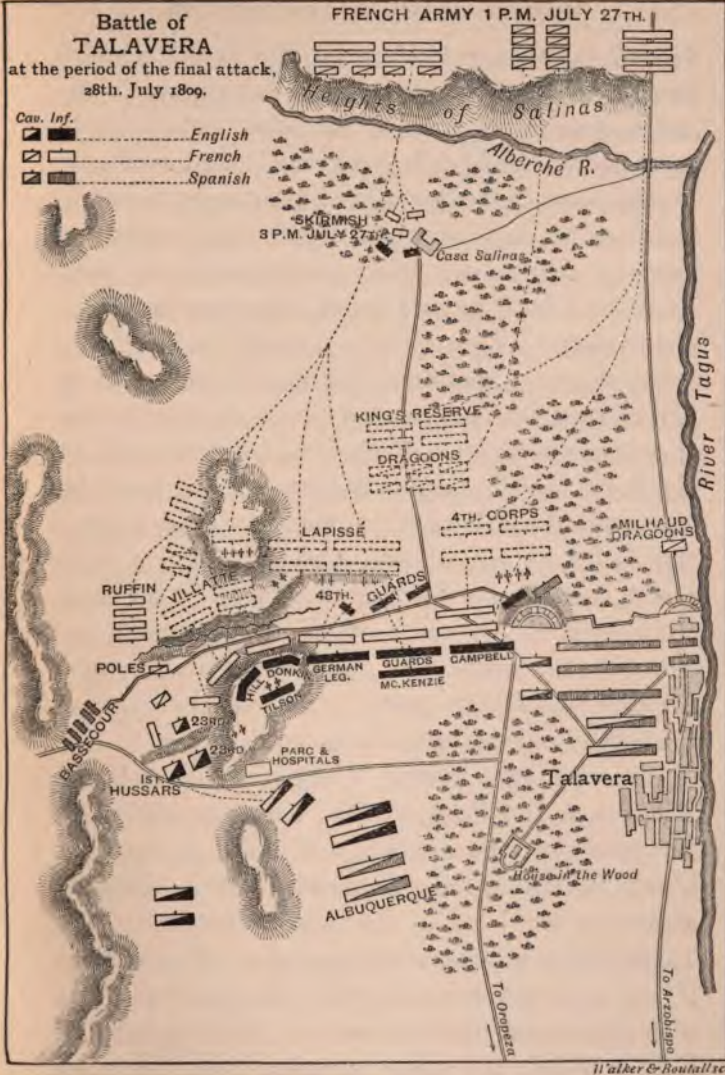 Battle of
TALAVERA
at the period of the final attack,
28th. July 1809.
Cav. Inf.
English
French
Spanish
FRENCH ARMY 1 P.M. JULY 27TH.
Heights of Salinas
Alberche R.
SKIRMISH
3 P.M. JULY 27TH.
Casa Salinas
River Tagus
KING'S RESERVE
DRAGOONS
4TH. CORPS
MILHAUD
DRAGOONS
LAPISSE
RUFFIN
VILLATTE
48TH.
GUARDS
POLES
HILL
DONKIN
TILSON
GERMAN
LEG.
GUARDS
MC.KENZIE
CAMPBELL
BASSECOUR
23RD.
23RD.
1ST.
HUSSARS
PARC &
HOSPITALS
Talavera
House in the Wood
ALBUQUERQUE
To Oropeza
To Arzobispo
Walker & Boutall sc